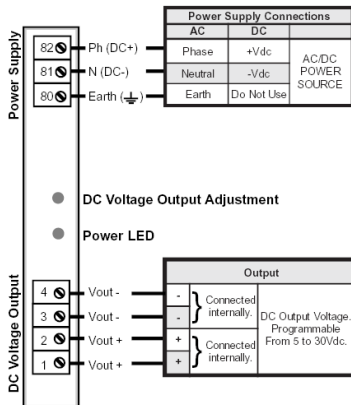 Power Supply Connections
AC DC
Power Supply
82 Ph (DC+) Phase +Vdc
81 N (DC-) Neutral -Vdc
80 Earth ( ) Earth Do Not Use
AC/DC
POWER
SOURCE
DC Voltage Output Adjustment
Power LED
Output
DC Voltage Output
4 Vout - -
3 Vout - -
Connected
internally.
2 Vout + +
1 Vout + +
Connected
internally.
DC Output Voltage.
Programmable
From 5 to 30Vdc.